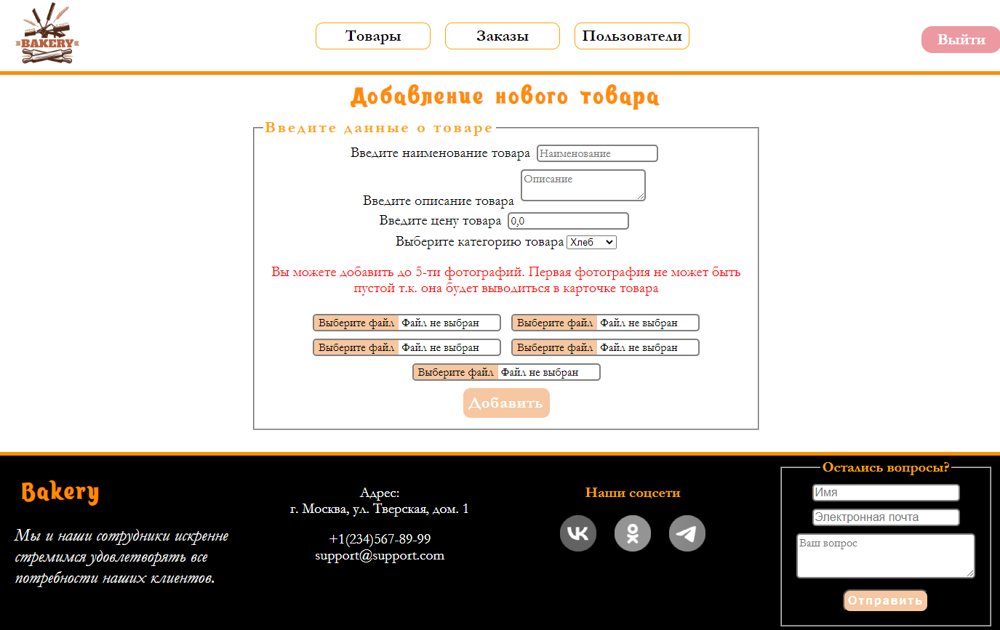 BAKERY
Товары
Заказы
Пользователи
Выйти
Добавление нового товара
Введите данные о товаре
Введите наименование товара Наименование
Введите описание товара Описание
Введите цену товара 0,0
Выберите категорию товара Хлеб
Вы можете добавить до 5-ти фотографий. Первая фотография не может быть
пустой т.к. она будет выводиться в карточке товара
Выберите файл Файл не выбран
Выберите файл Файл не выбран
Выберите файл Файл не выбран
Выберите файл Файл не выбран
Выберите файл Файл не выбран
Добавить
Bakery
Мы и наши сотрудники искренне
стремимся удовлетворять все
потребности наших клиентов.
Адрес:
г. Москва, ул. Тверская, дом. 1
+1(234)567-89-99
support@support.com
Наши соцсети
Остались вопросы?
Имя
Электронная почта
Ваш вопрос
Отправить